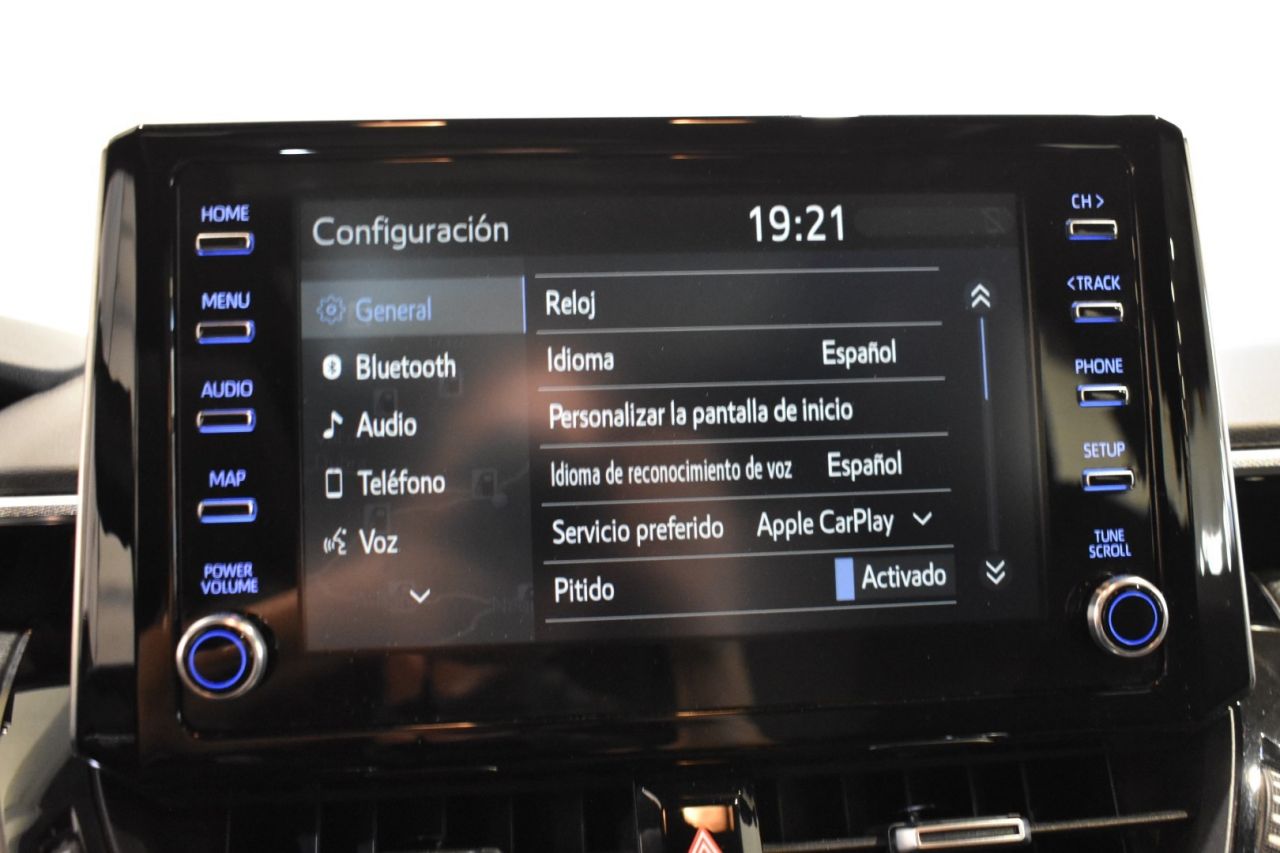 HOME
MENU
AUDIO
MAP
POWER
VOLUME
Configuración
19:21
General
Bluetooth
Audio
Teléfono
Voz
Reloj
Idioma Español
Personalizar la pantalla de inicio
Idioma de reconocimiento de voz Español
Servicio preferido Apple CarPlay
Pitido Activado
CH >
< TRACK
PHONE
SETUP
TUNE
SCROLL